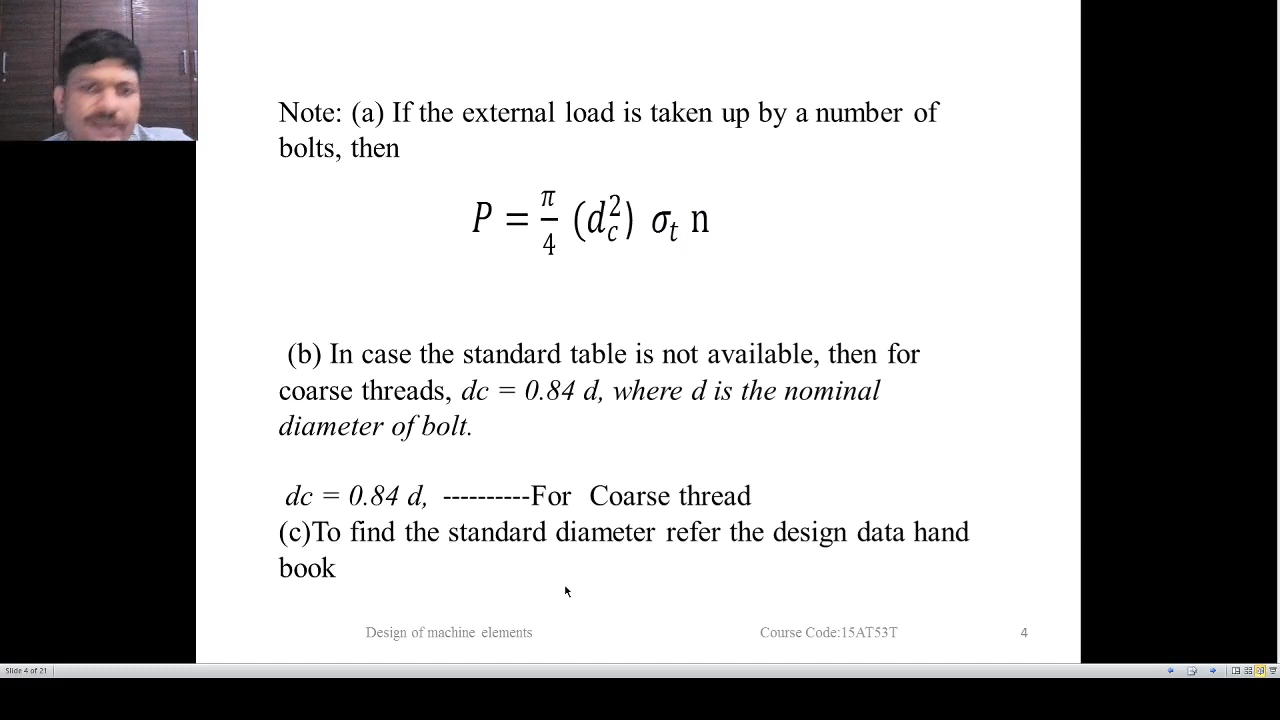 Note: (a) If the external load is taken up by a number of
bolts, then
P = π/4 (d_c^2) σ_t n
(b) In case the standard table is not available, then for
coarse threads, dc = 0.84 d, where d is the nominal
diameter of bolt.
dc = 0.84 d, ----------For Coarse thread
(c)To find the standard diameter refer the design data hand
book
Design of machine elements
Course Code:15AT53T
4
Slide 4 of 21